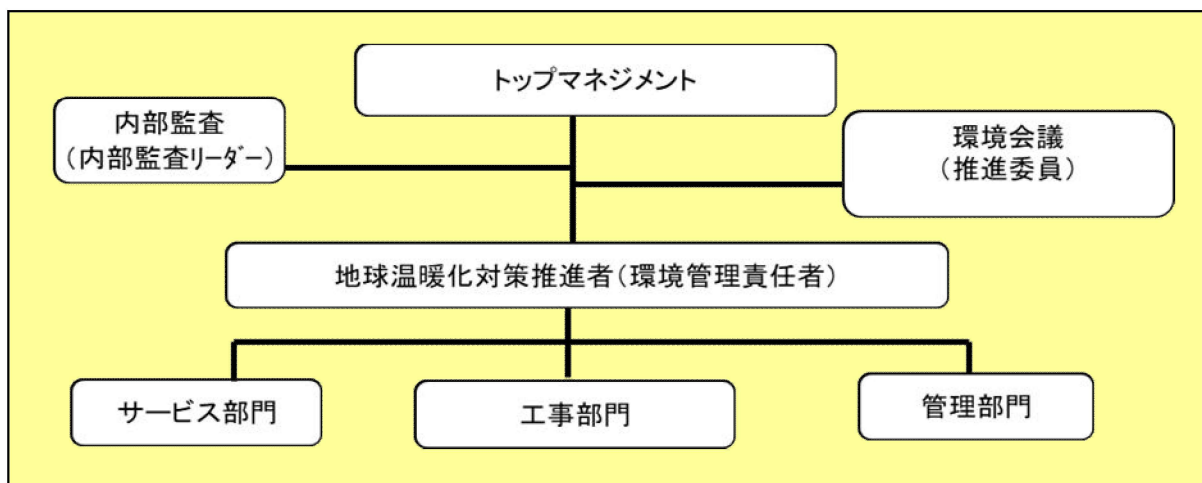 トップマネジメント
内部監査
（内部監査ﾘｰﾀﾞｰ）
環境会議
（推進委員）
地球温暖化対策推進者（環境管理責任者）
サービス部門
工事部門
管理部門